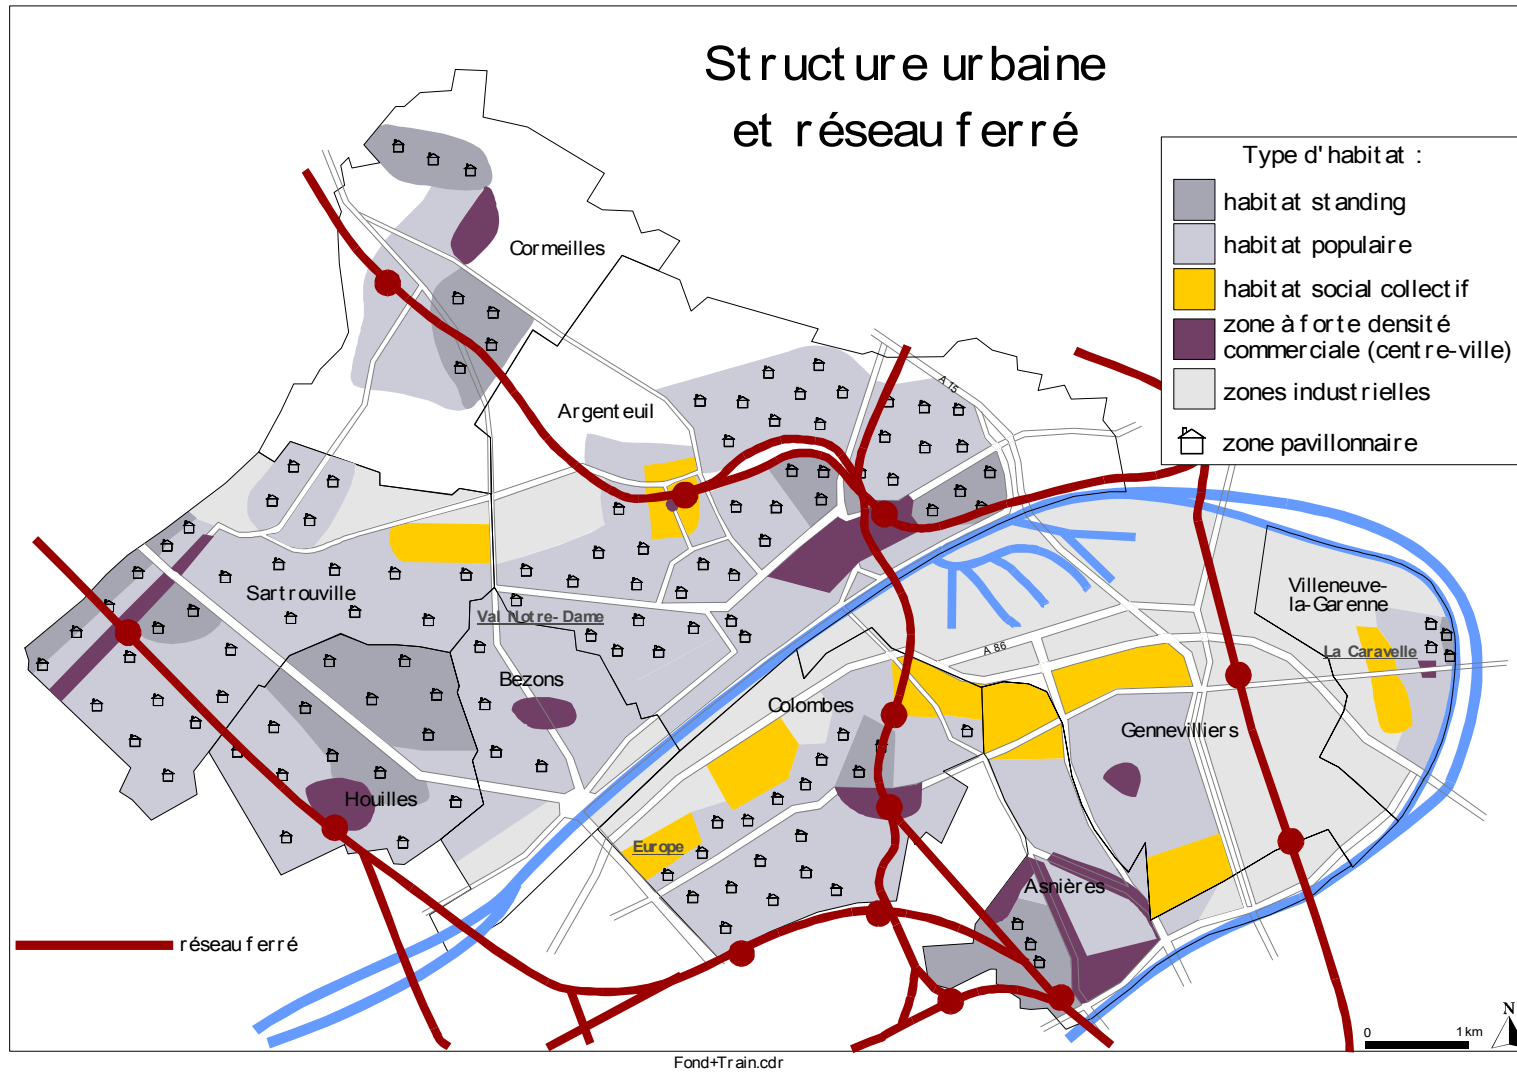 Structure urbaine
et réseau ferré
Type d'habitat :
habitat standing
habitat populaire
habitat social collectif
zone à forte densité
commerciale (centre-ville)
zones industrielles
zone pavillonnaire
Cormeilles
Argenteuil
A 15
Sartrouville
Val Notre-Dame
Villeneuve-
la-Garenne
La Caravelle
A 86
Bezons
Colombes
Gennevilliers
Houilles
Europe
Asnières
réseau ferré
N
0
1 km
Fond+Train.cdr